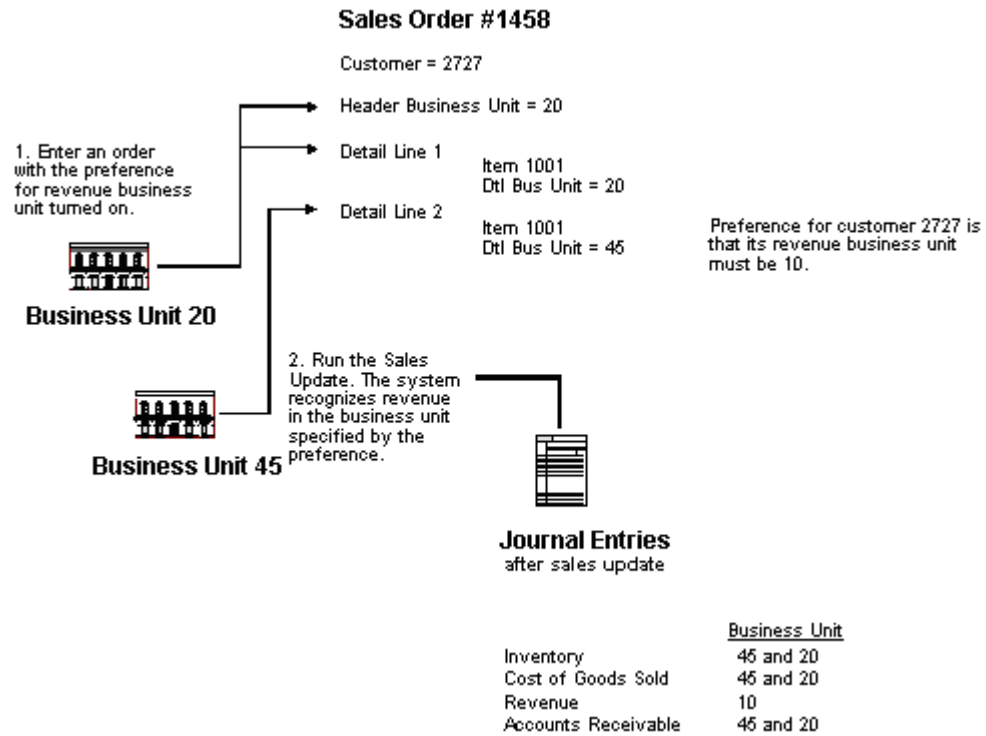 Sales Order #1458
Customer = 2727
Header Business Unit = 20
1. Enter an order
with the preference
for revenue business
unit turned on.
Detail Line 1
Item 1001
Dtl Bus Unit = 20
Detail Line 2
Item 1001
Dtl Bus Unit = 45
Preference for customer 2727 is
that its revenue business unit
must be 10.
Business Unit 20
2. Run the Sales
Update. The system
recognizes revenue
in the business unit
specified by the
preference.
Business Unit 45
Journal Entries
after sales update
Business Unit
Inventory 45 and 20
Cost of Goods Sold 45 and 20
Revenue 10
Accounts Receivable 45 and 20